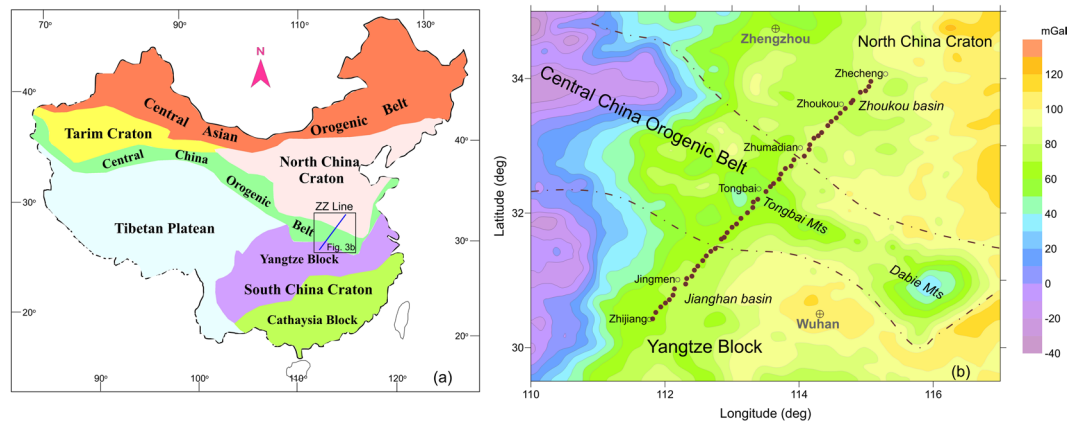 70°
90°
110°
130°
N
40°
40°
30°
30°
20°
20°
90°
100°
110°
120°
Central Asian Orogenic Belt
Tarim Craton
Central China Orogenic Belt
North China
Craton
ZZ Line
Fig. 3b
Tibetan Plateau
Yangtze Block
South China Craton
Cathaysia Block
(a)
mGal
Zhengzhou
North China Craton
Zhecheng
Zhoukou
Zhoukou basin
Central China Orogenic Belt
Zhumadian
Tongbai
Tongbai Mts
Dabie Mts
Jingmen
Jianghan basin
Zhijiang
Wuhan
Yangtze Block
(b)
34
32
30
Latitude (deg)
110
112
114
116
Longitude (deg)
120
100
80
60
40
20
0
-20
-40